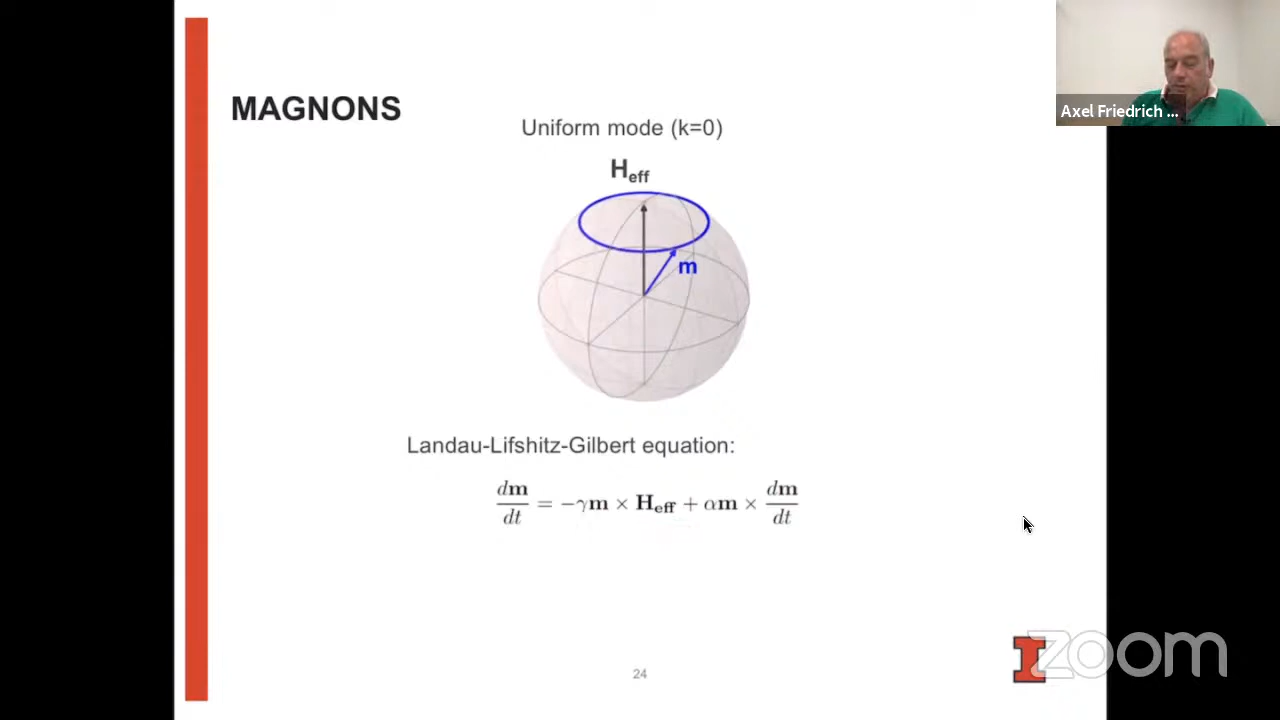 MAGNONS
Uniform mode (k=0)
H_eff
m
Landau-Lifshitz-Gilbert equation:
d𝐦/dt = −γ𝐦 × 𝐇_eff + α𝐦 × d𝐦/dt
24
Axel Friedrich ...
I
zoom